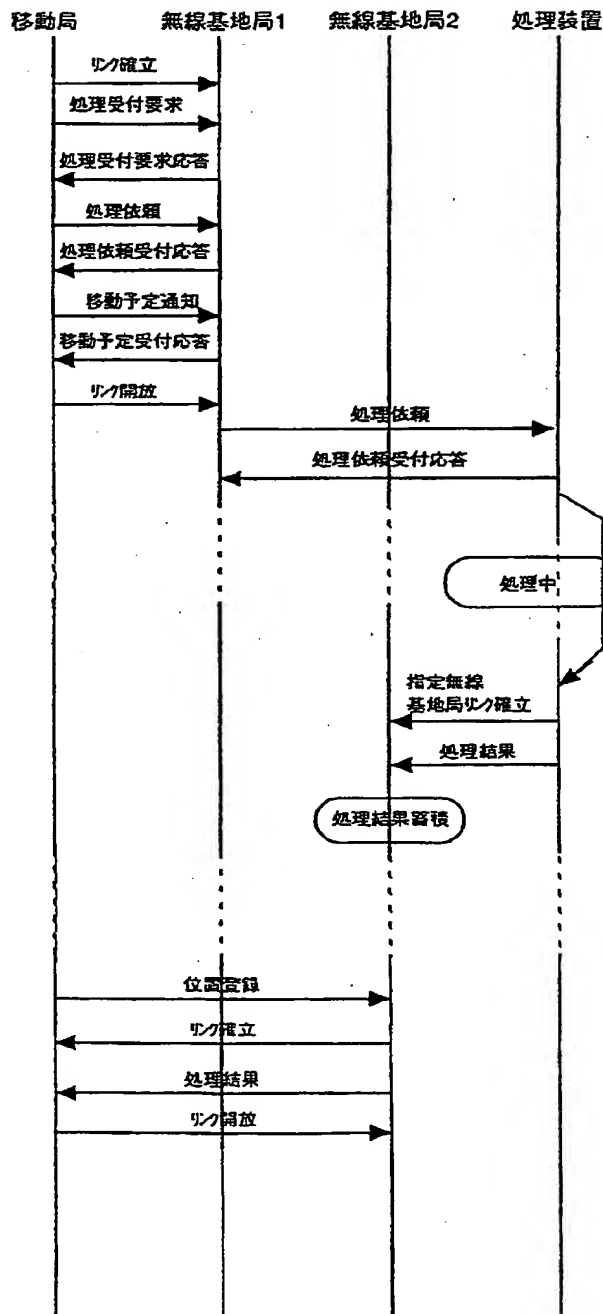 移動局
無線基地局1
無線基地局2
処理装置
リンク確立
処理受付要求
処理受付要求応答
処理依頼
処理依頼受付応答
移動予定通知
移動予定受付応答
リンク開放
処理依頼
処理依頼受付応答
処理中
指定無線
基地局リンク確立
処理結果
処理結果蓄積
位置登録
リンク確立
処理結果
リンク開放